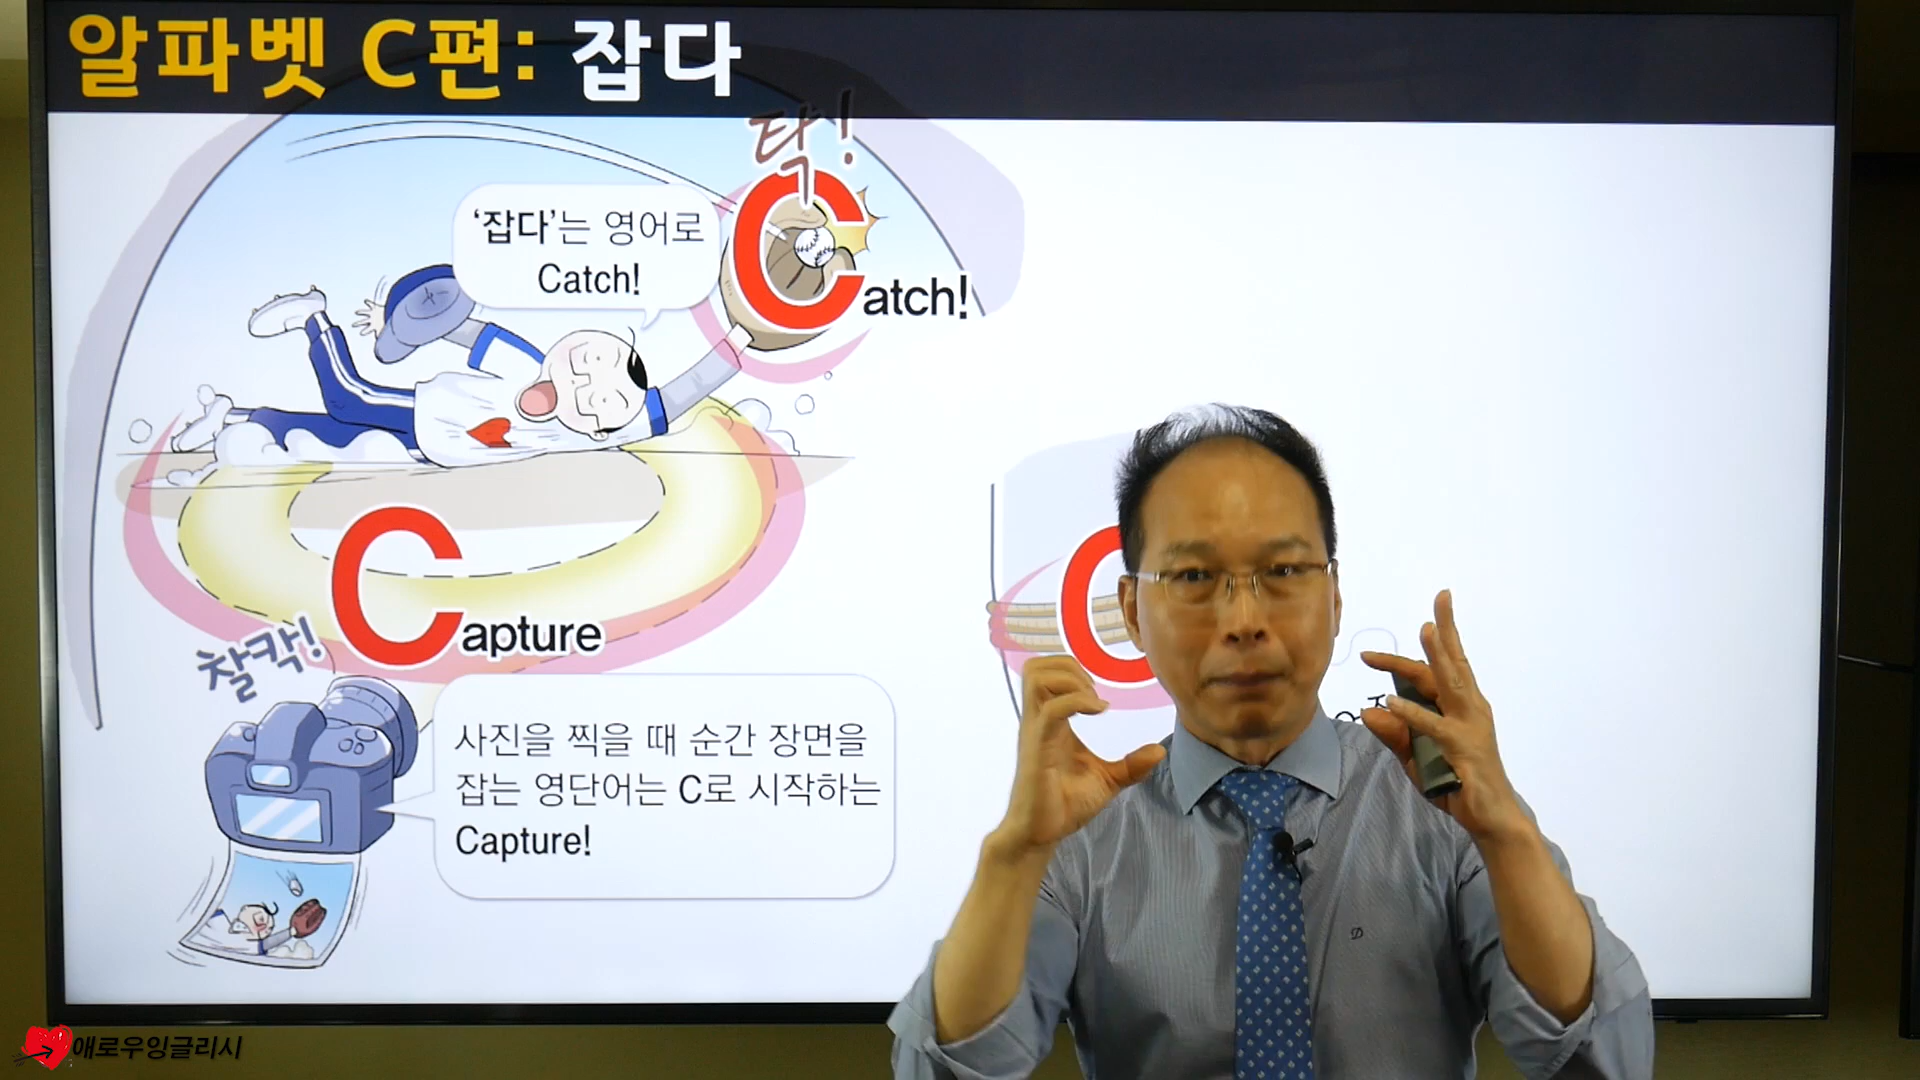 알파벳 C편: 잡다
탁!
'잡다'는 영어로
Catch!
Catch!
Capture
찰칵!
사진을 찍을 때 순간 장면을
잡는 영단어는 C로 시작하는
Capture!
C
D
애로우잉글리시